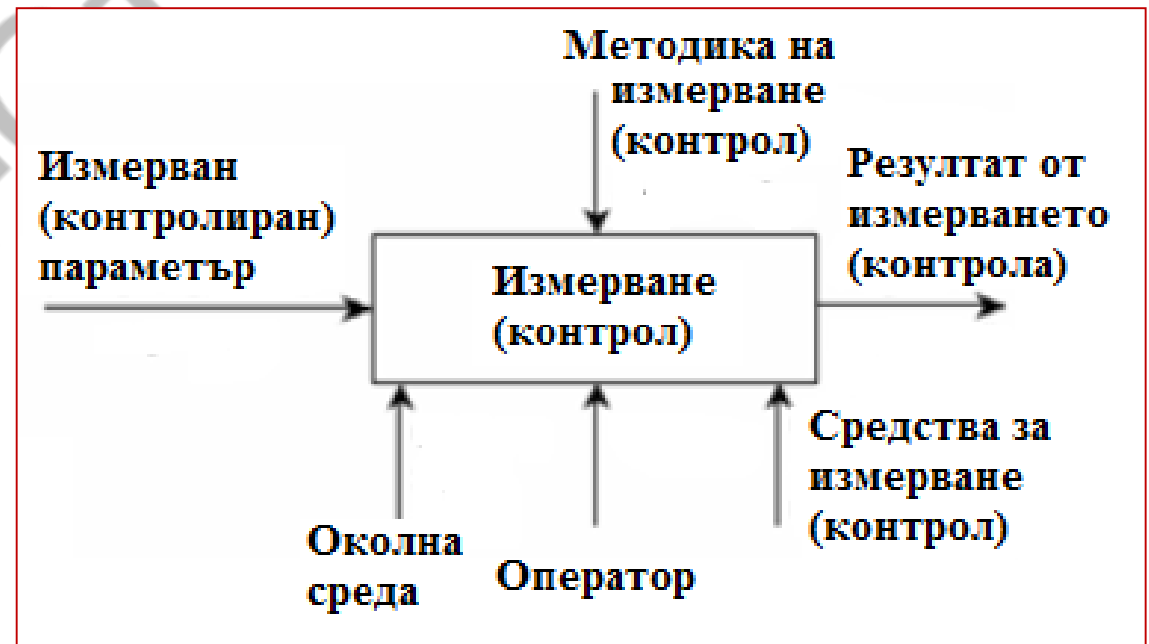 Методика на
измерване
(контрол)
Измерван
(контролиран)
параметър
Резултат от
измерването
(контрола)
Измерване
(контрол)
Средства за
измерване
(контрол)
Околна
среда
Оператор